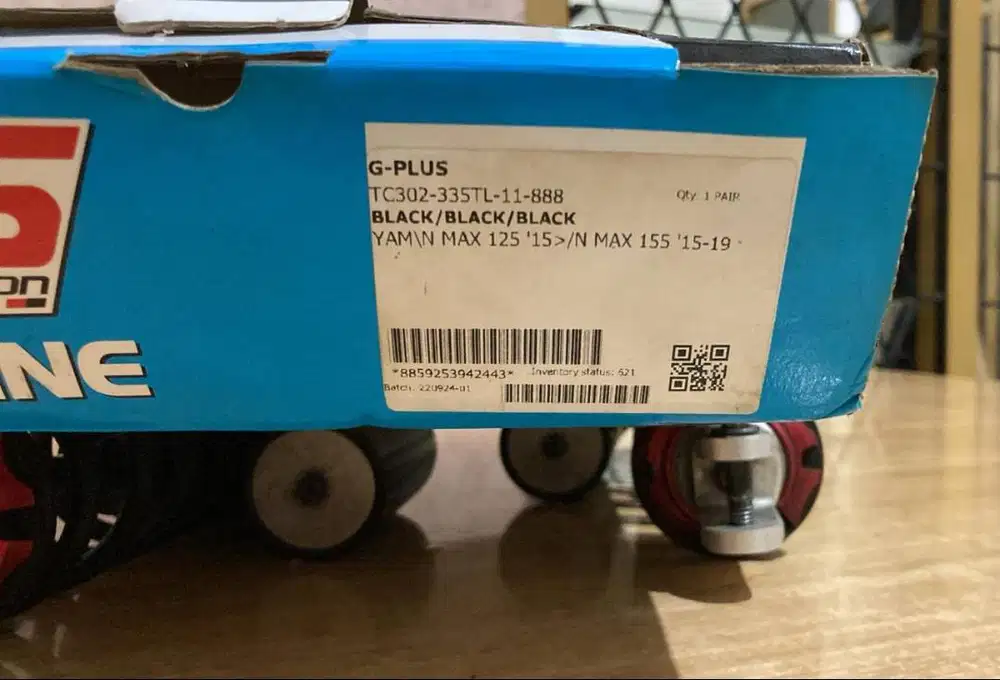 G-PLUS
TC302-335TL-11-888
Qty: 1 PAIR
BLACK/BLACK/BLACK
YAM\N MAX 125 '15>/N MAX 155 '15-19
*8859253942443*
Inventory status: 621
Batch: 220924-01
on
NE